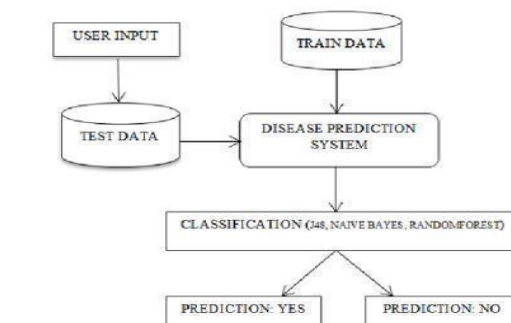 USER INPUT
TRAIN DATA
TEST DATA
DISEASE PREDICTION
SYSTEM
CLASSIFICATION (J48, NAIVE BAYES, RANDOMFOREST)
PREDICTION: YES
PREDICTION: NO